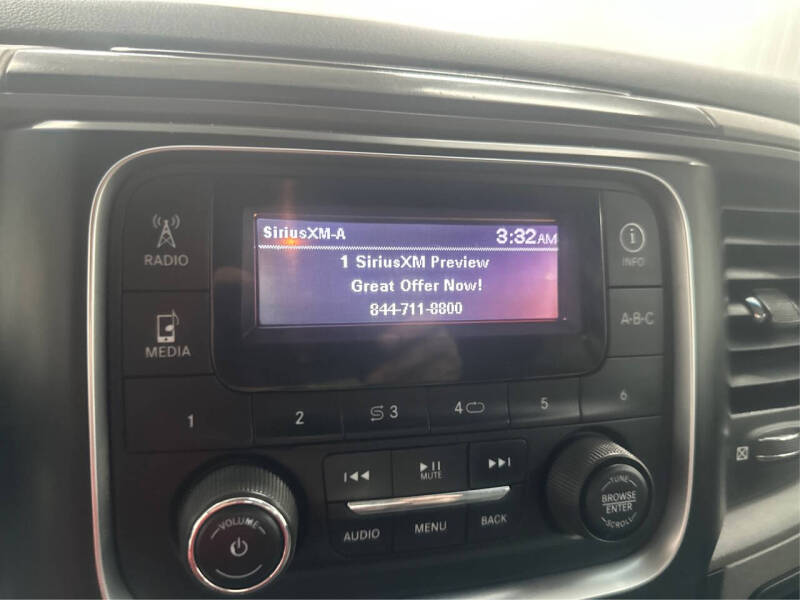 SiriusXM-A 3:32AM
1 SiriusXM Preview
Great Offer Now!
844-711-8800
RADIO
MEDIA
i
INFO
A-B-C
1 2 3 4 5 6
MUTE
VOLUME
AUDIO MENU BACK
TUNE
BROWSE
ENTER
SCROLL